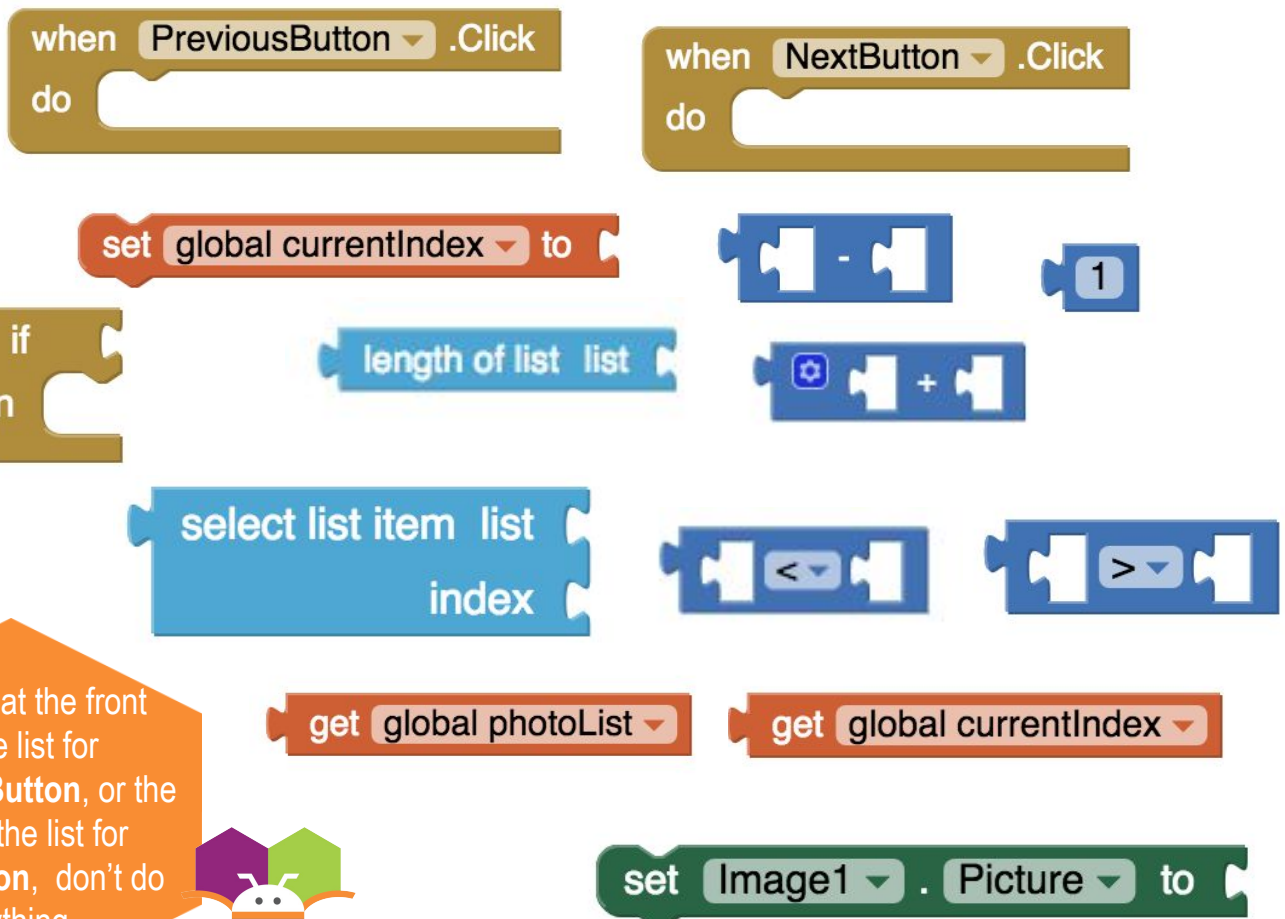 when PreviousButton .Click
do
when NextButton .Click
do
set global currentIndex to
-
1
if
n
length of list list
+
select list item list
index
<
>
at the front
e list for
Button, or the
the list for
on, don't do
get global photoList
get global currentIndex
set Image1 . Picture to